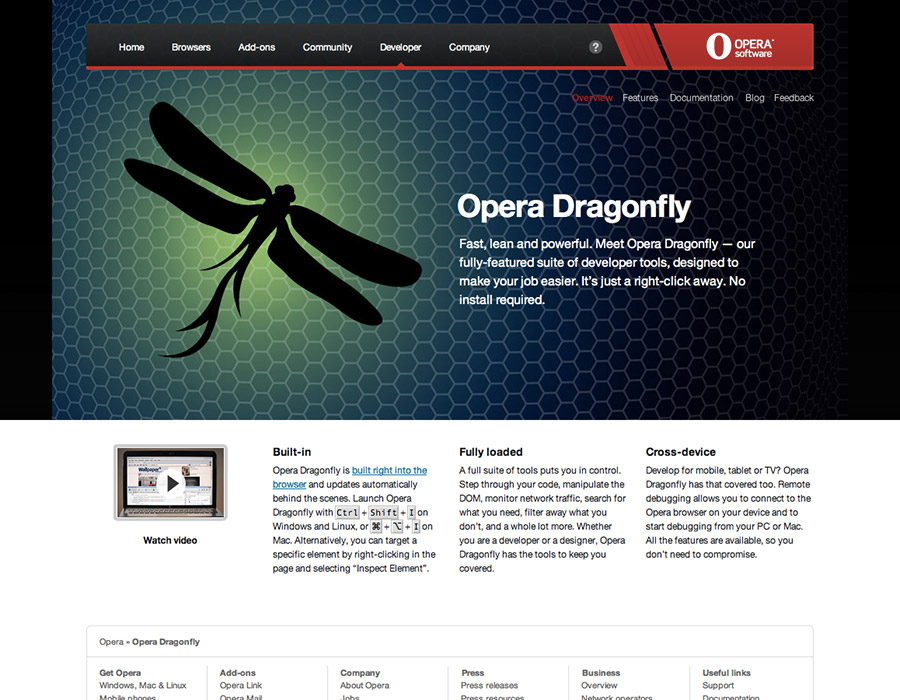 Home Browsers Add-ons Community Developer Company ? OPERA software
Overview Features Documentation Blog Feedback
Opera Dragonfly
Fast, lean and powerful. Meet Opera Dragonfly — our
fully-featured suite of developer tools, designed to
make your job easier. It’s just a right-click away. No
install required.
Watch video
Built-in
Opera Dragonfly is built right into the
browser and updates automatically
behind the scenes. Launch Opera
Dragonfly with Ctrl + Shift + I on
Windows and Linux, or ⌘ + ⌥ + I on
Mac. Alternatively, you can target a
specific element by right-clicking in the
page and selecting “Inspect Element”.
Fully loaded
A full suite of tools puts you in control.
Step through your code, manipulate the
DOM, monitor network traffic, search for
what you need, filter away what you
don’t, and a whole lot more. Whether
you are a developer or a designer, Opera
Dragonfly has the tools to keep you
covered.
Cross-device
Develop for mobile, tablet or TV? Opera
Dragonfly has that covered too. Remote
debugging allows you to connect to the
Opera browser on your device and to
start debugging from your PC or Mac.
All the features are available, so you
don’t need to compromise.
Opera » Opera Dragonfly
Get Opera
Windows, Mac & Linux
Mobile phones
Add-ons
Opera Link
Opera Mail
Company
About Opera
Jobs
Press
Press releases
Press resources
Business
Overview
Network operators
Useful links
Support
Documentation